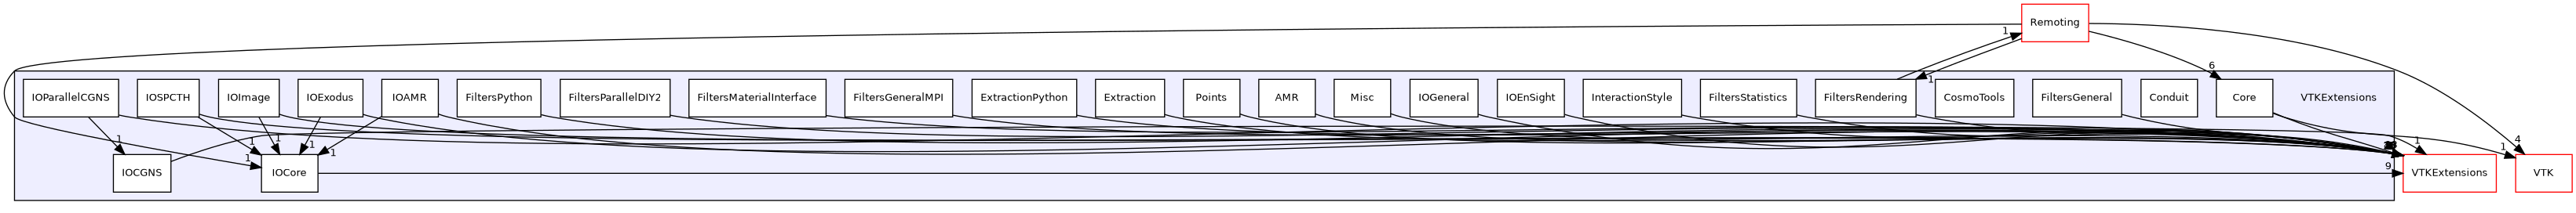 Remoting
1
6
1
IOParallelCGNS
IOSPCTH
IOImage
IOExodus
IOAMR
FiltersPython
FiltersParallelDIY2
FiltersMaterialInterface
FiltersGeneralMPI
ExtractionPython
Extraction
Points
AMR
Misc
IOGeneral
IOEnSight
InteractionStyle
FiltersStatistics
FiltersRendering
CosmoTools
FiltersGeneral
Conduit
Core
VTKExtensions
1
1
1
1
1
1
1
1
4
9
IOCGNS
IOCore
VTKExtensions
VTK